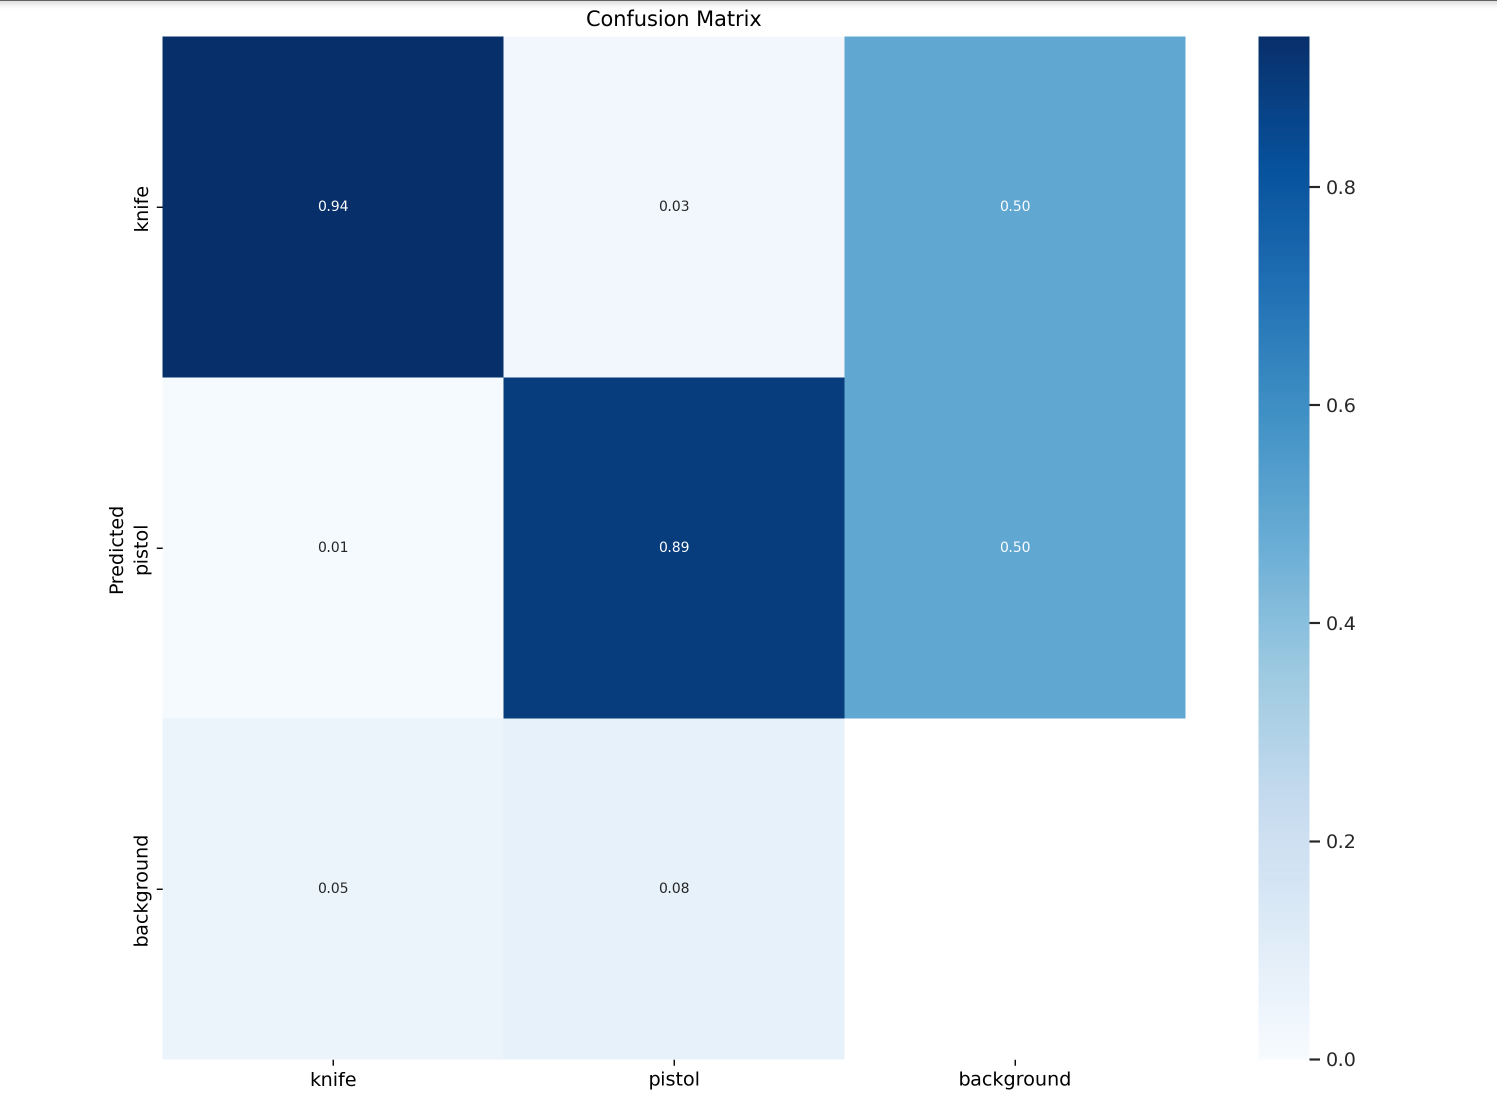 Confusion Matrix
knife
0.94
0.03
0.50
0.8
0.6
Predicted
pistol
0.01
0.89
0.50
0.4
0.2
background
0.05
0.08
0.0
knife
pistol
background